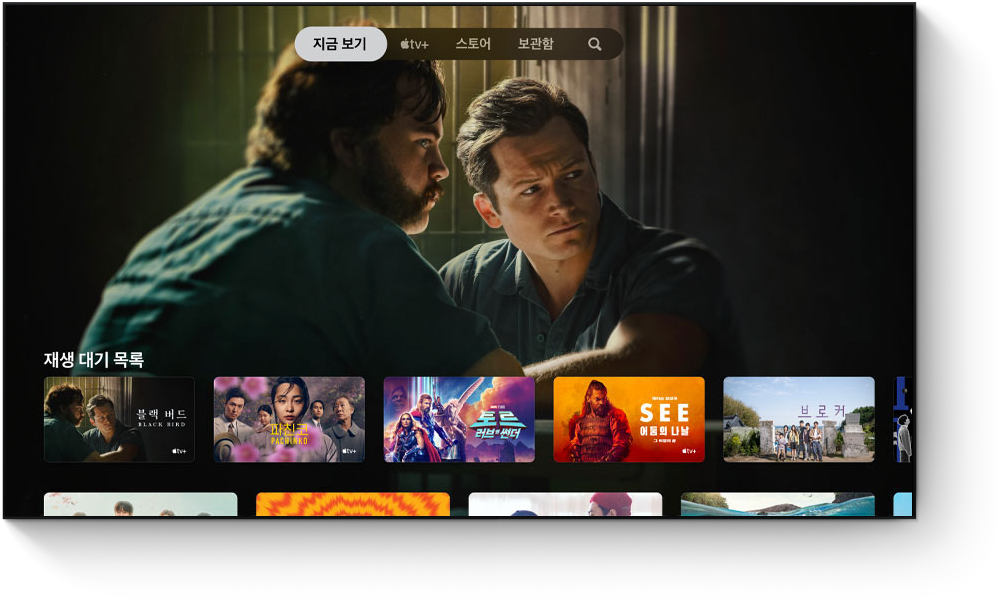 지금 보기
tv+
스토어
보관함
재생 대기 목록
블랙 버드
BLACK BIRD
tv+
파친코
PACHINKO
tv+
토르
러브 앤 썬더
SEE
어둠의 나날
tv+
브로커